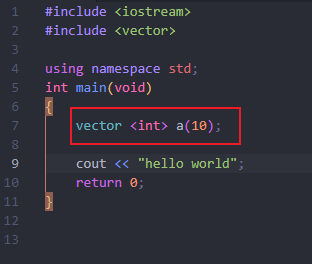 1 #include <iostream>
2 #include <vector>
3
4 using namespace std;
5 int main(void)
6 {
7 vector <int> a(10);
8
9 cout << "hello world";
10 return 0;
11 }
12
13